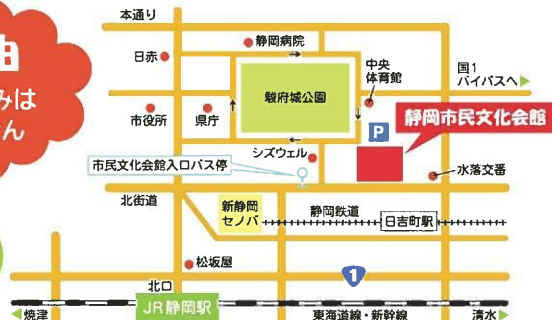 本通り
静岡病院
日赤
中央
体育館
国1
バイパスへ
駿府城公園
市役所
県庁
静岡市民文化会館
P
シズウェル
市民文化会館入口バス停
水落交番
北街道
新静岡
セノバ
静岡鉄道
日吉町駅
松坂屋
北口
1
JR静岡駅
焼津
東海道線・新幹線
清水